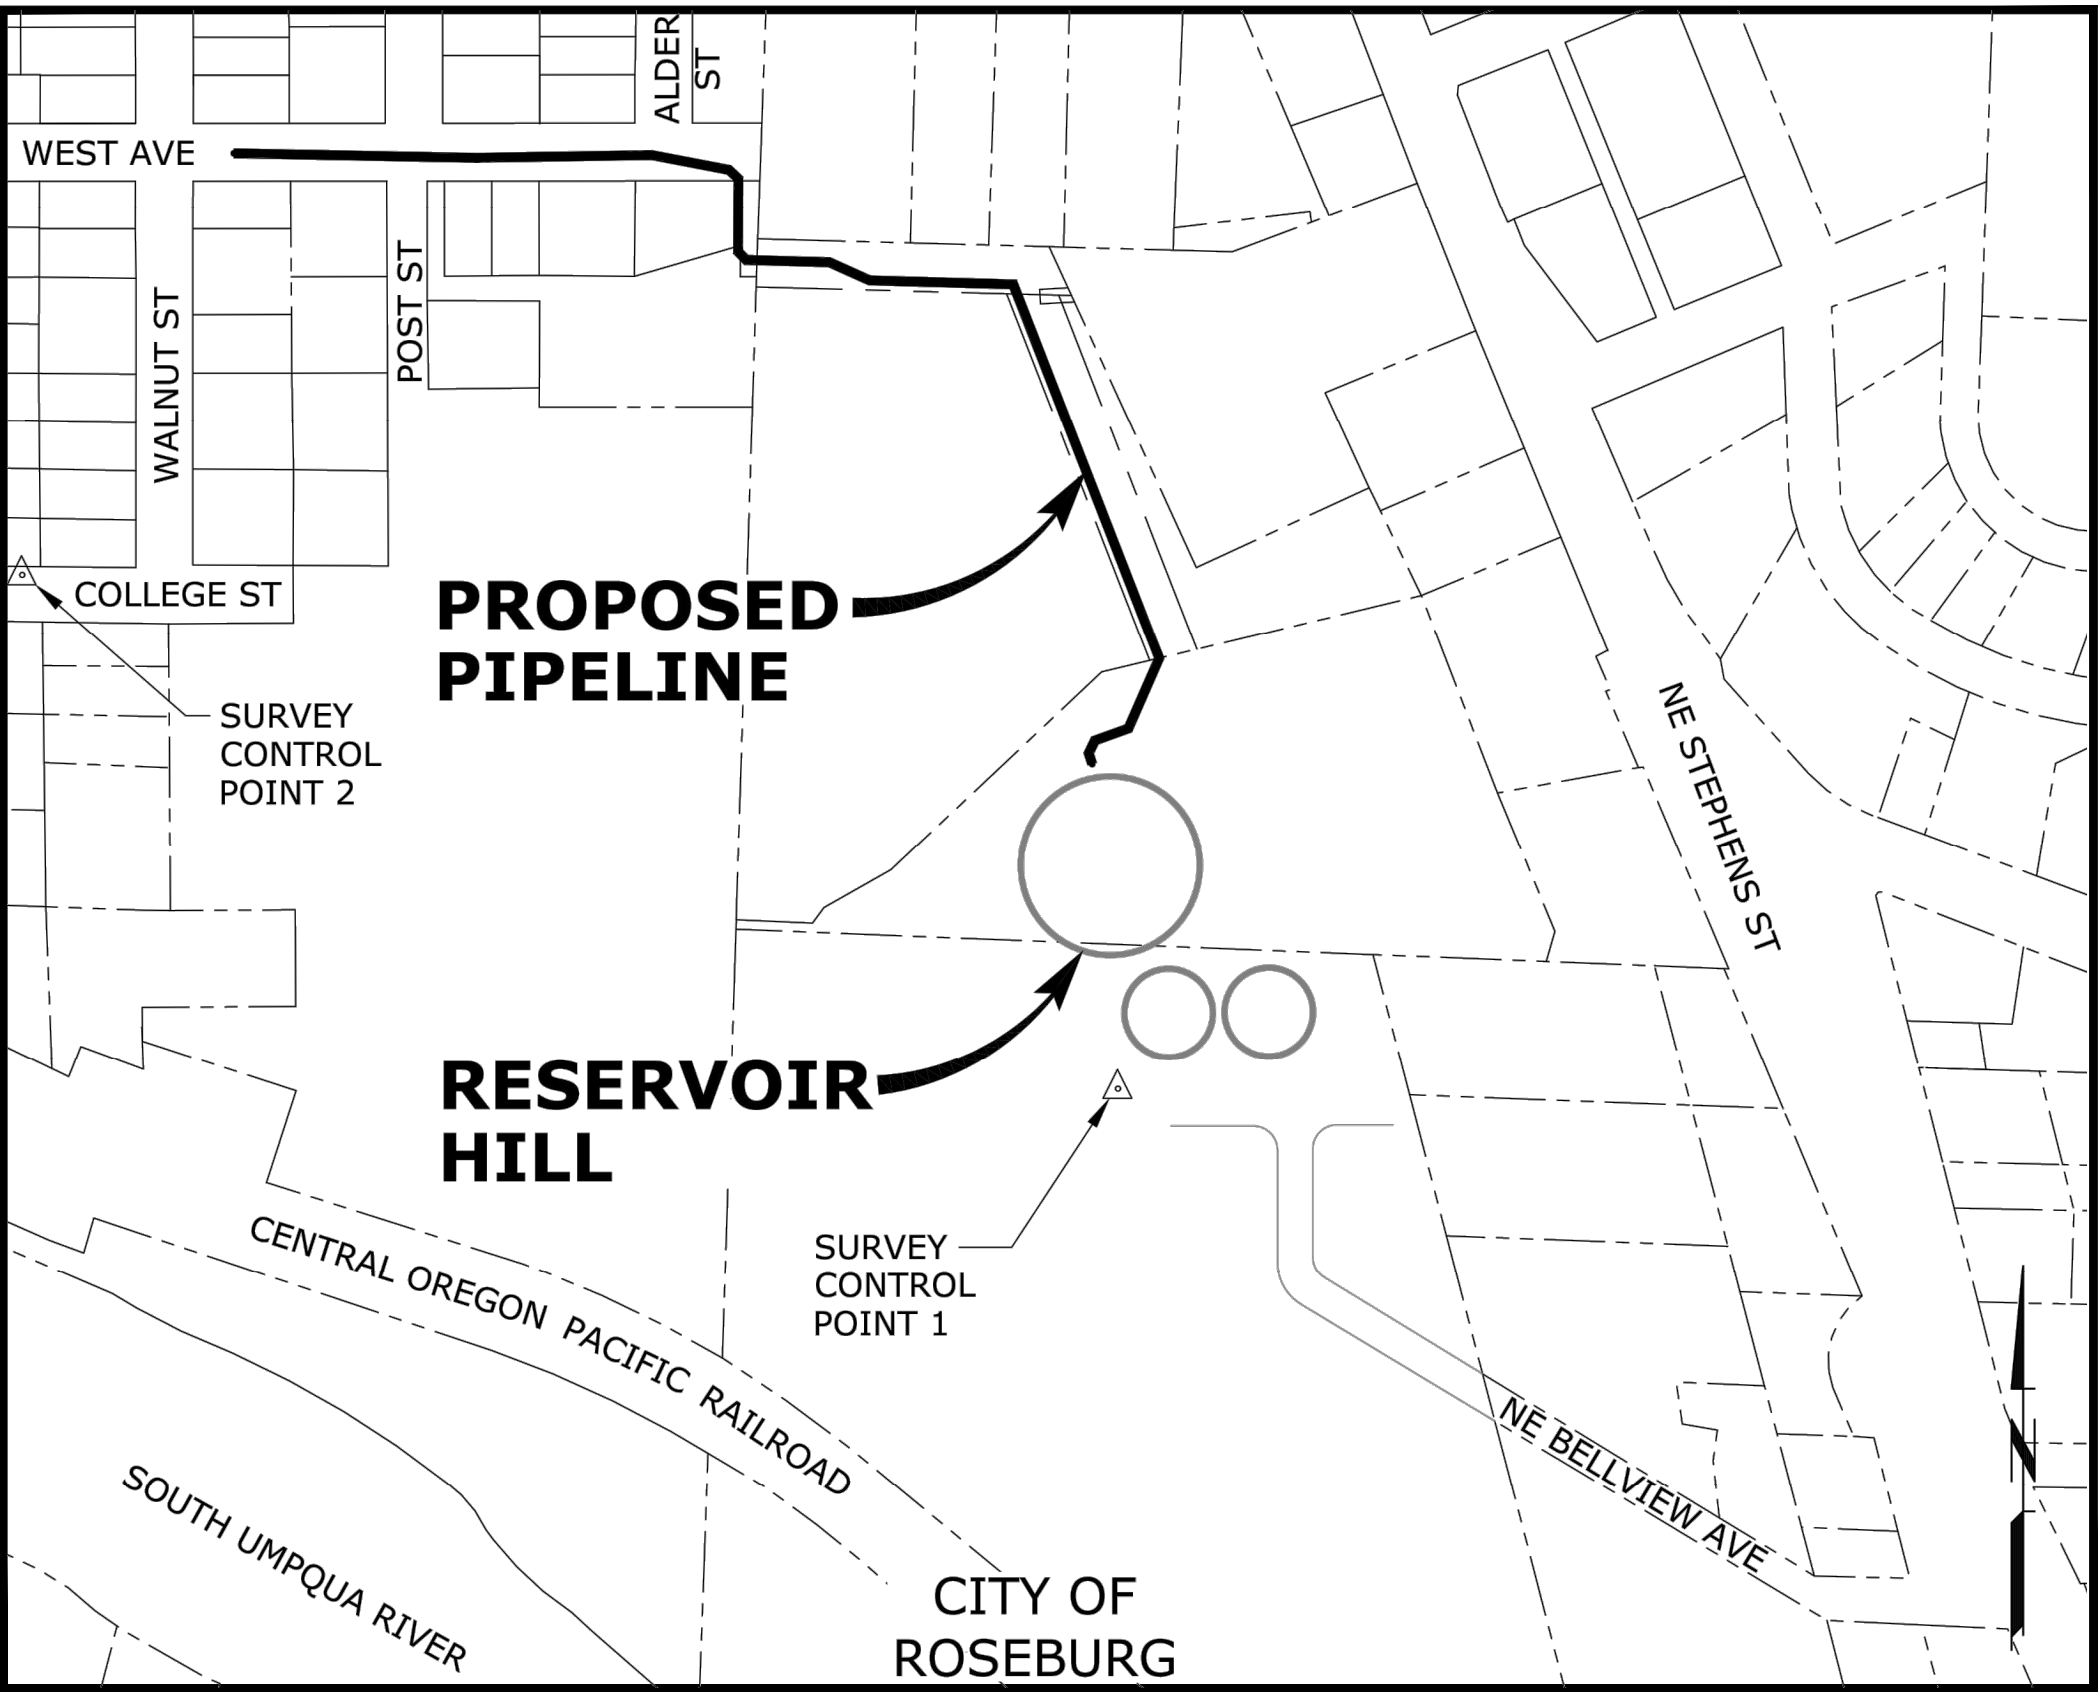 ALDER
ST
WEST AVE
WALNUT ST
POST ST
COLLEGE ST
PROPOSED
PIPELINE
SURVEY
CONTROL
POINT 2
NE STEPHENS ST
RESERVOIR
HILL
SURVEY
CONTROL
POINT 1
CENTRAL OREGON PACIFIC RAILROAD
NE BELLVIEW AVE
SOUTH UMPQUA RIVER
CITY OF
ROSEBURG
N